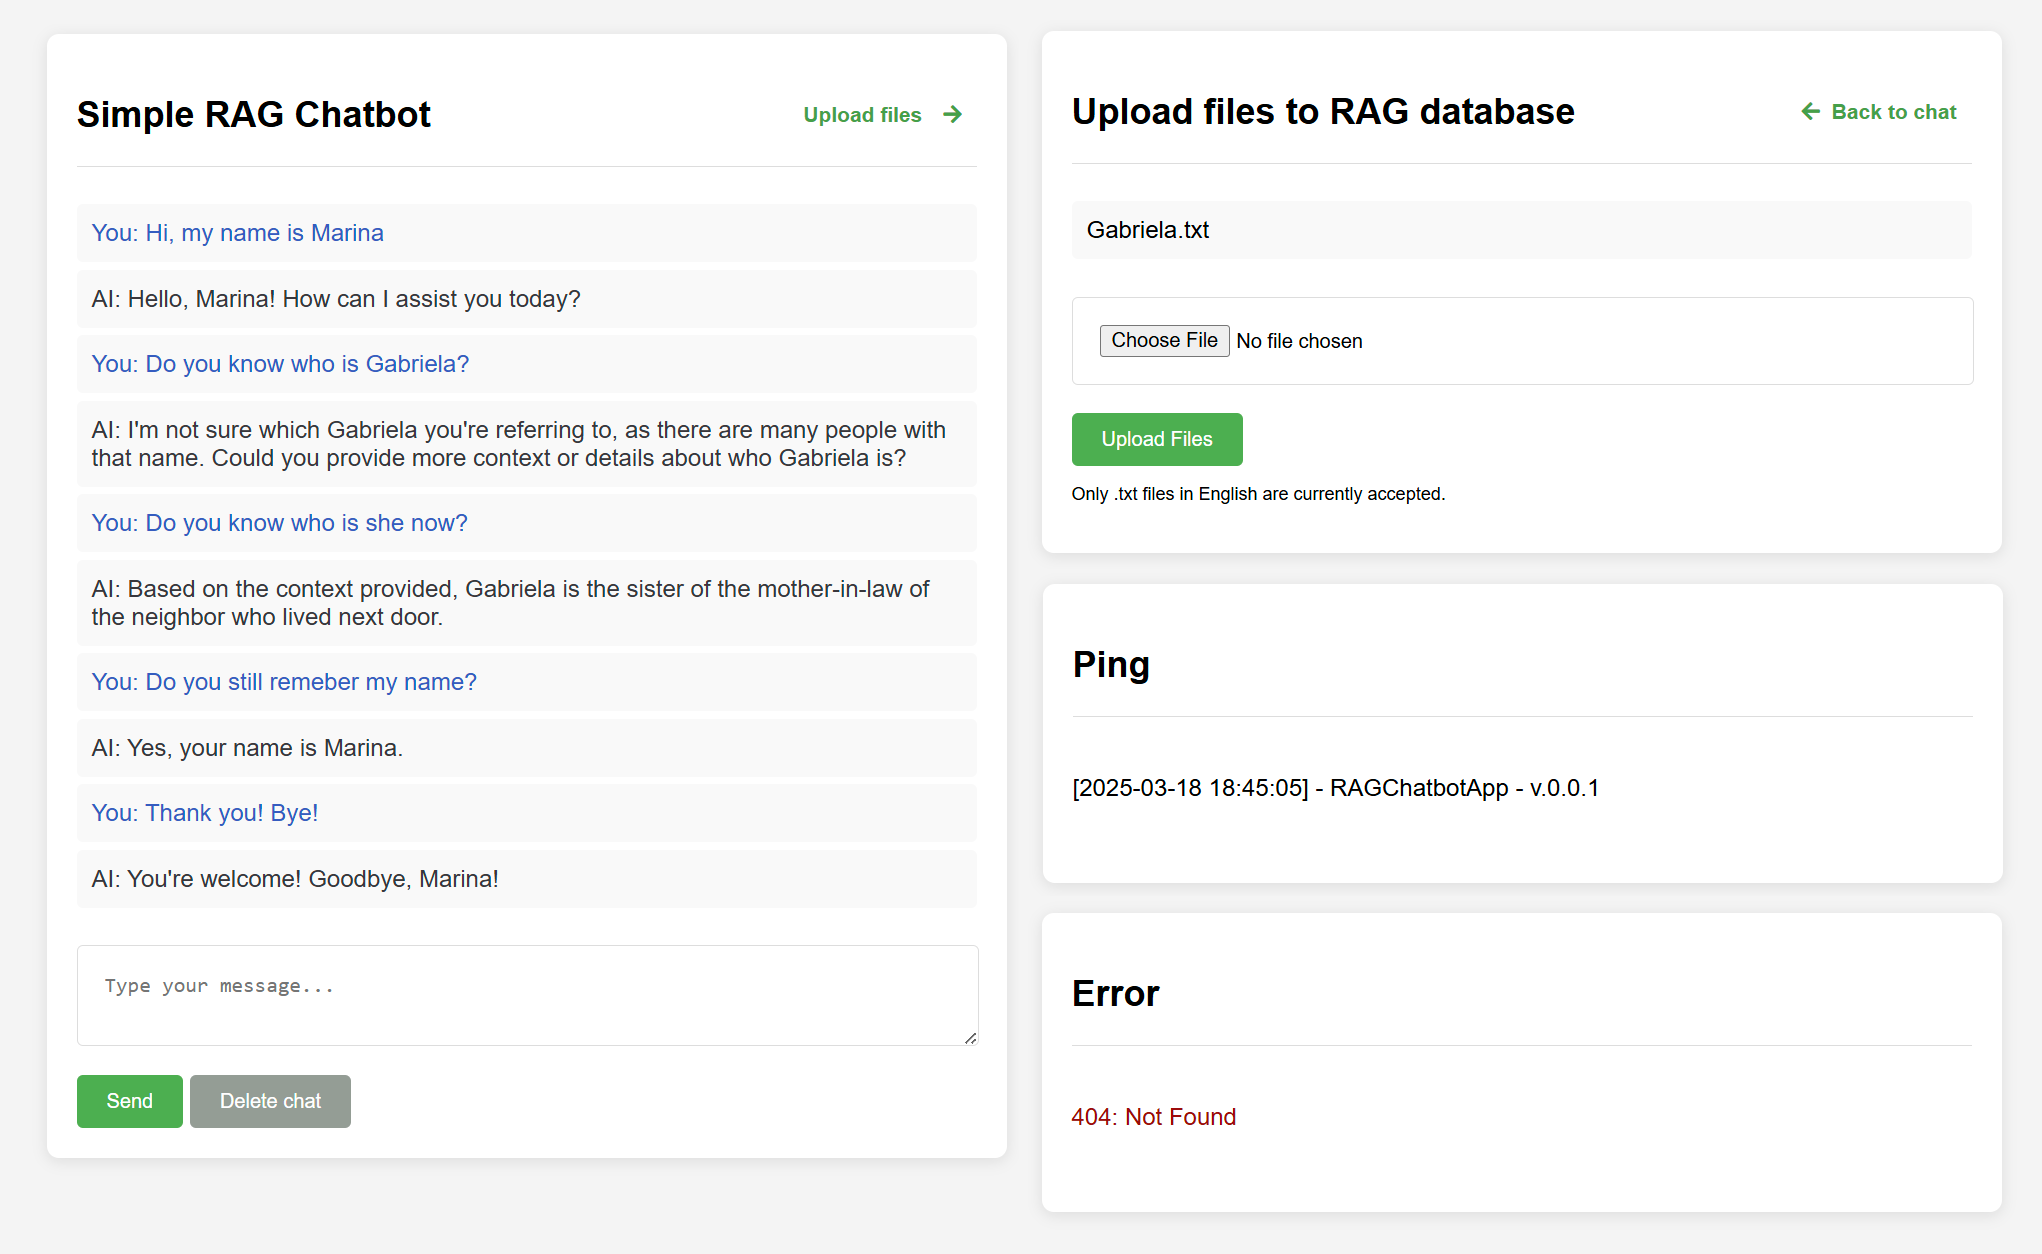 Simple RAG Chatbot
Upload files
You: Hi, my name is Marina
AI: Hello, Marina! How can I assist you today?
You: Do you know who is Gabriela?
AI: I'm not sure which Gabriela you're referring to, as there are many people with
that name. Could you provide more context or details about who Gabriela is?
You: Do you know who is she now?
AI: Based on the context provided, Gabriela is the sister of the mother-in-law of
the neighbor who lived next door.
You: Do you still remeber my name?
AI: Yes, your name is Marina.
You: Thank you! Bye!
AI: You're welcome! Goodbye, Marina!
Type your message...
Send
Delete chat
Upload files to RAG database
Back to chat
Gabriela.txt
Choose File No file chosen
Upload Files
Only .txt files in English are currently accepted.
Ping
[2025-03-18 18:45:05] - RAGChatbotApp - v.0.0.1
Error
404: Not Found